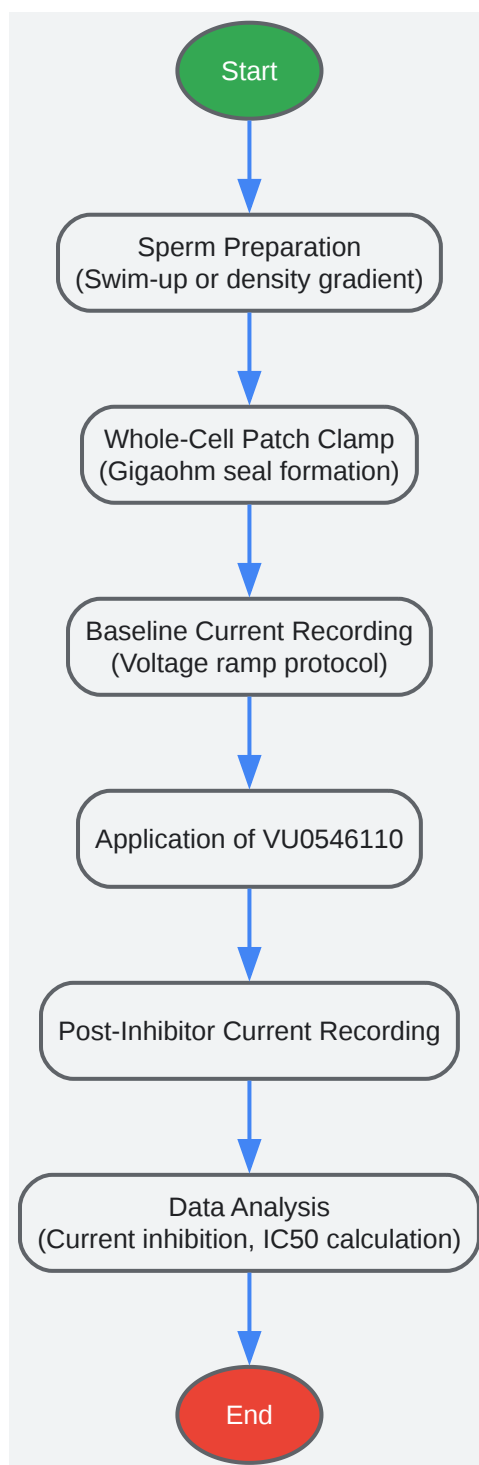 Start
Sperm Preparation
(Swim-up or density gradient)
Whole-Cell Patch Clamp
(Gigaohm seal formation)
Baseline Current Recording
(Voltage ramp protocol)
Application of VU0546110
Post-Inhibitor Current Recording
Data Analysis
(Current inhibition, IC50 calculation)
End